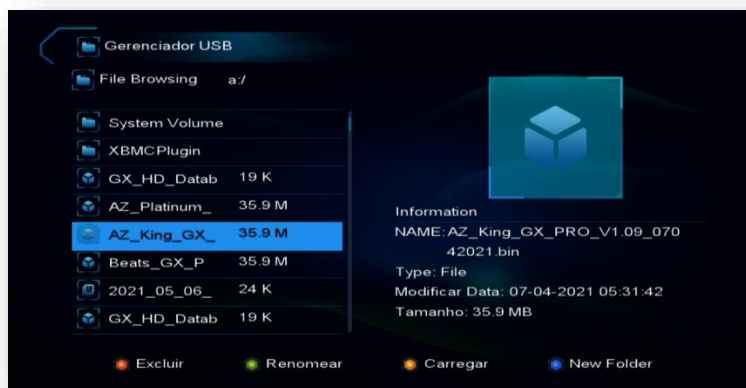 Gerenciador USB
File Browsing a:/
System Volume
XBMCPlugin
GX_HD_Datab 19 K
AZ_Platinum_ 35.9 M
AZ_King_GX_ 35.9 M
Beats_GX_P 35.9 M
2021_05_06_ 24 K
GX_HD_Datab 19 K
Information
NAME: AZ_King_GX_PRO_V1.09_070
42021.bin
Type: File
Modificar Data: 07-04-2021 05:31:42
Tamanho: 35.9 MB
Excluir Renomear Carregar New Folder